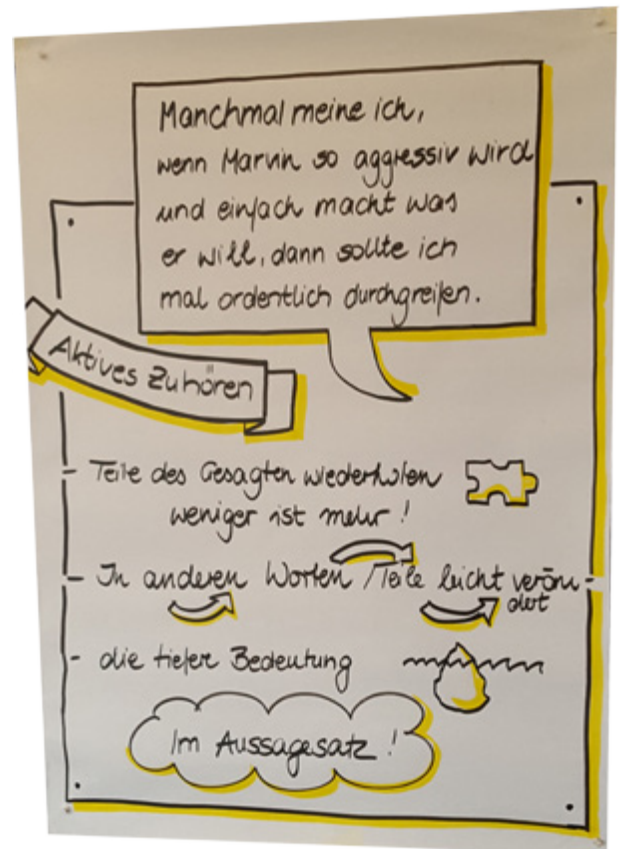 Manchmal meine ich,
wenn Marvin so aggressiv wird
und einfach macht was
er will, dann sollte ich
mal ordentlich durchgreifen.
Aktives Zuhören
- Teile des Gesagten wiederholen
weniger ist mehr!
- In anderen Worten / Teile leicht verän-
dert
- die tiefere Bedeutung
Im Aussagesatz!